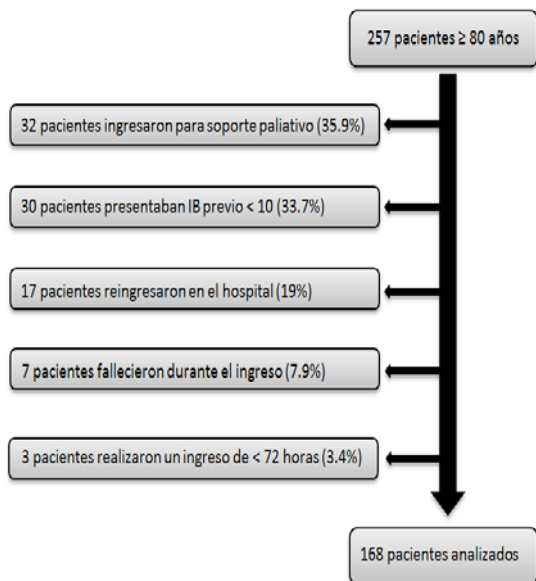 257 pacientes ≥ 80 años
32 pacientes ingresaron para soporte paliativo (35.9%)
30 pacientes presentaban IB previo < 10 (33.7%)
17 pacientes reingresaron en el hospital (19%)
7 pacientes fallecieron durante el ingreso (7.9%)
3 pacientes realizaron un ingreso de < 72 horas (3.4%)
168 pacientes analizados